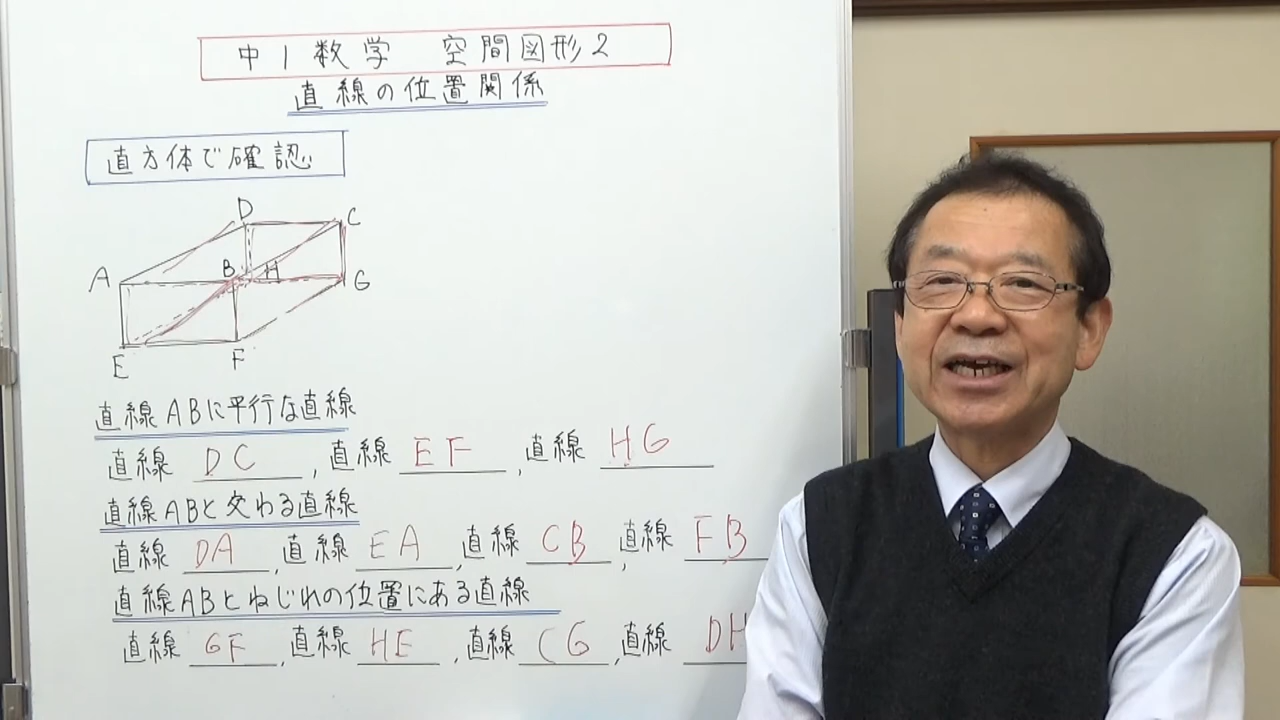 中1数学 空間図形2
直線の位置関係
直方体で確認
D C
A B H G
E F
直線ABに平行な直線
直線 DC, 直線 EF, 直線 HG
直線ABと交わる直線
直線 DA, 直線 EA, 直線 CB, 直線 FB
直線ABとねじれの位置にある直線
直線 GF, 直線 HE, 直線 CG, 直線 DH